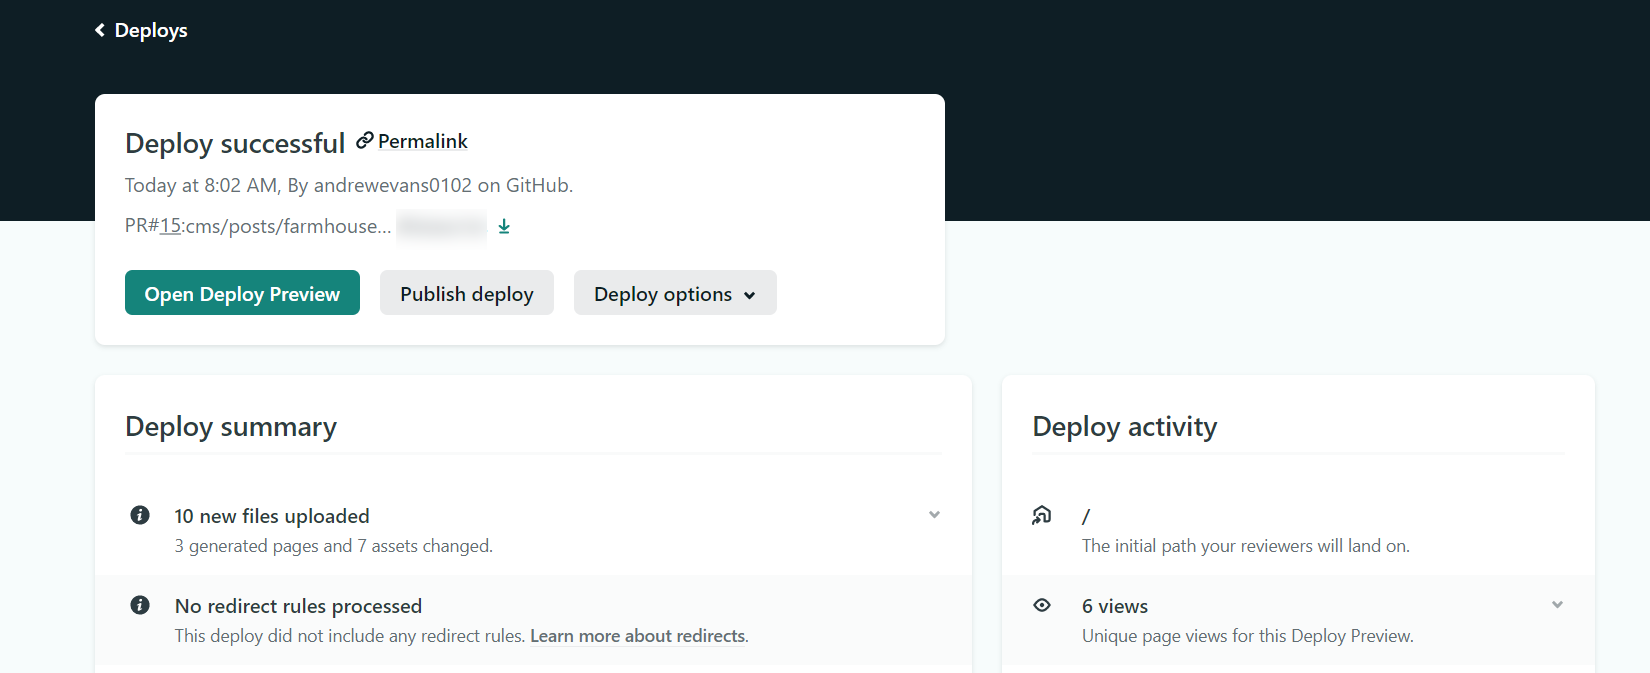 Deploys
Deploy successful Permalink
Today at 8:02 AM, By andrewevans0102 on GitHub.
PR#15:cms/posts/farmhouse...
Open Deploy Preview Publish deploy Deploy options
Deploy summary
10 new files uploaded
3 generated pages and 7 assets changed.
No redirect rules processed
This deploy did not include any redirect rules. Learn more about redirects.
Deploy activity
/
The initial path your reviewers will land on.
6 views
Unique page views for this Deploy Preview.